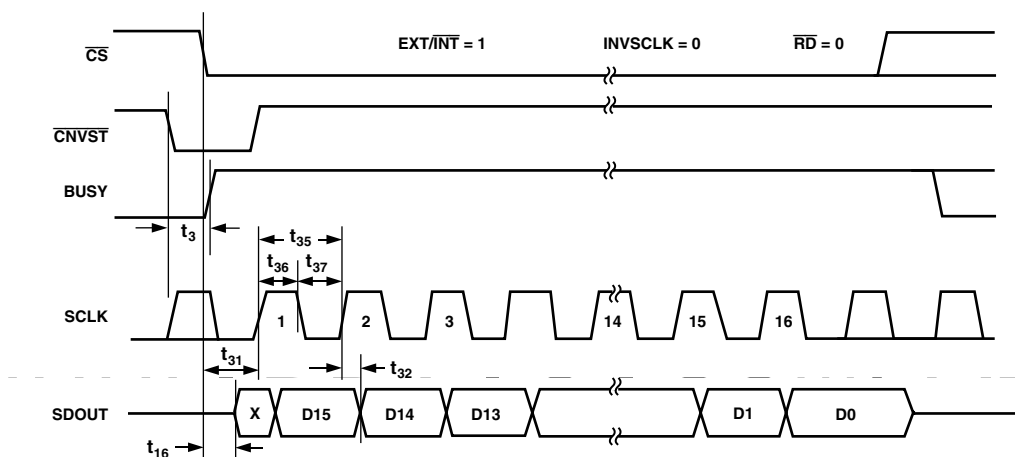 EXT/INT = 1 INVSCLK = 0 RD = 0
CS
CNVST
BUSY
t3
t35
t36 t37
SCLK 1 2 3 14 15 16
t31
t32
SDOUT X D15 D14 D13 D1 D0
t16